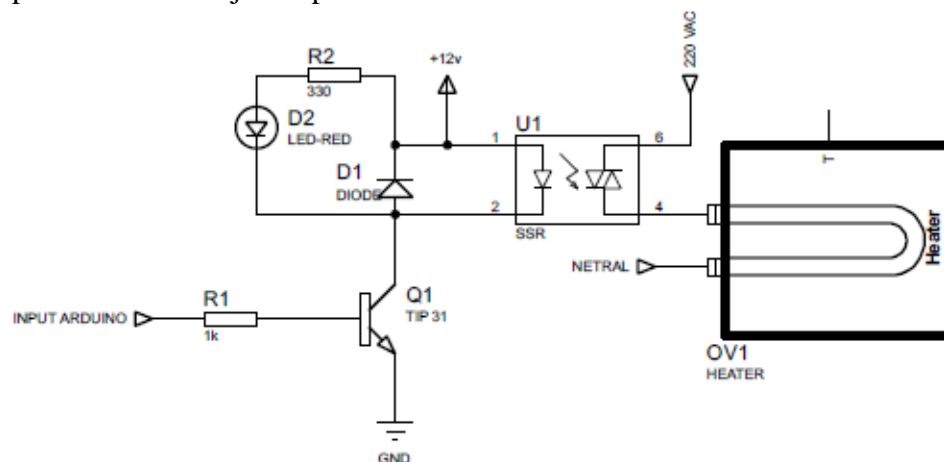 R2
330
+12v
220 VAC
D2
LED-RED
U1
1
6
D1
DIODE
T
2
4
SSR
Heater
NETRAL
Q1
TIP 31
R1
INPUT ARDUINO
1k
OV1
HEATER
GND